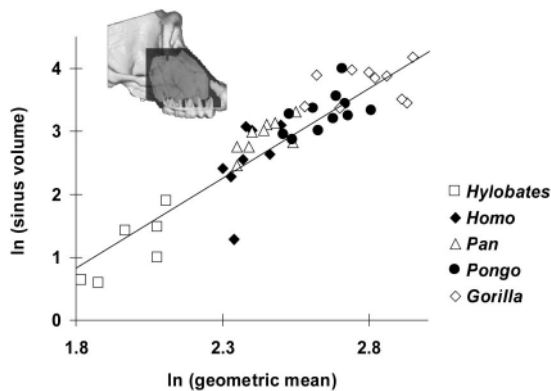 ln (sinus volume)
4
3
2
1
0
1.8 2.3 2.8
ln (geometric mean)
Hylobates
Homo
Pan
Pongo
Gorilla